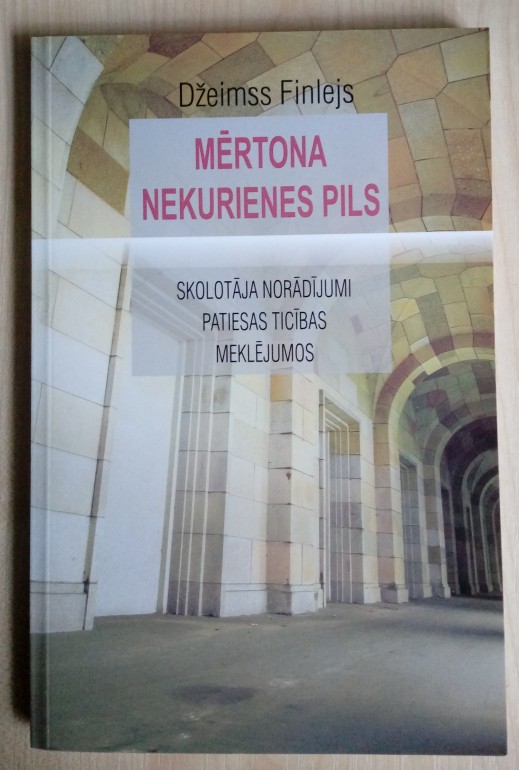 Džeimss Finlejs
MĒRTONA
NEKURIENES PILS
SKOLOTĀJA NORĀDĪJUMI
PATIESAS TICĪBAS
MEKLĒJUMOS